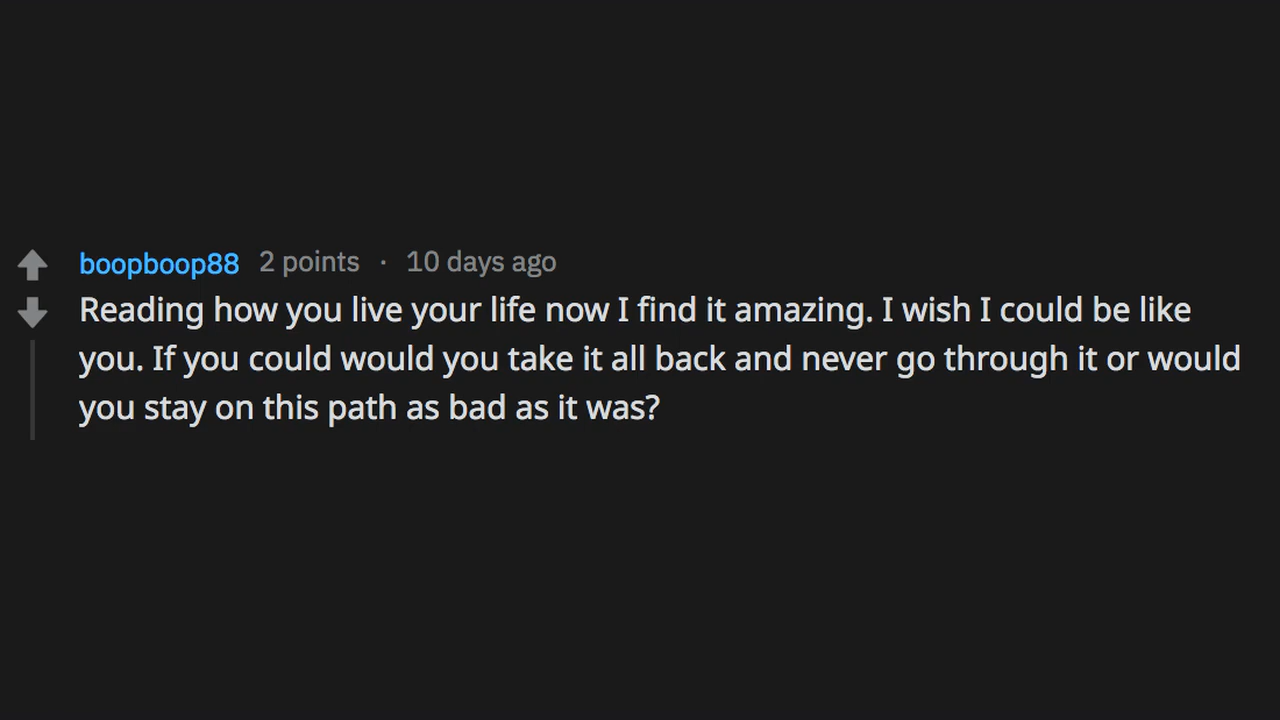 boopboop88 2 points · 10 days ago
Reading how you live your life now I find it amazing. I wish I could be like
you. If you could would you take it all back and never go through it or would
you stay on this path as bad as it was?